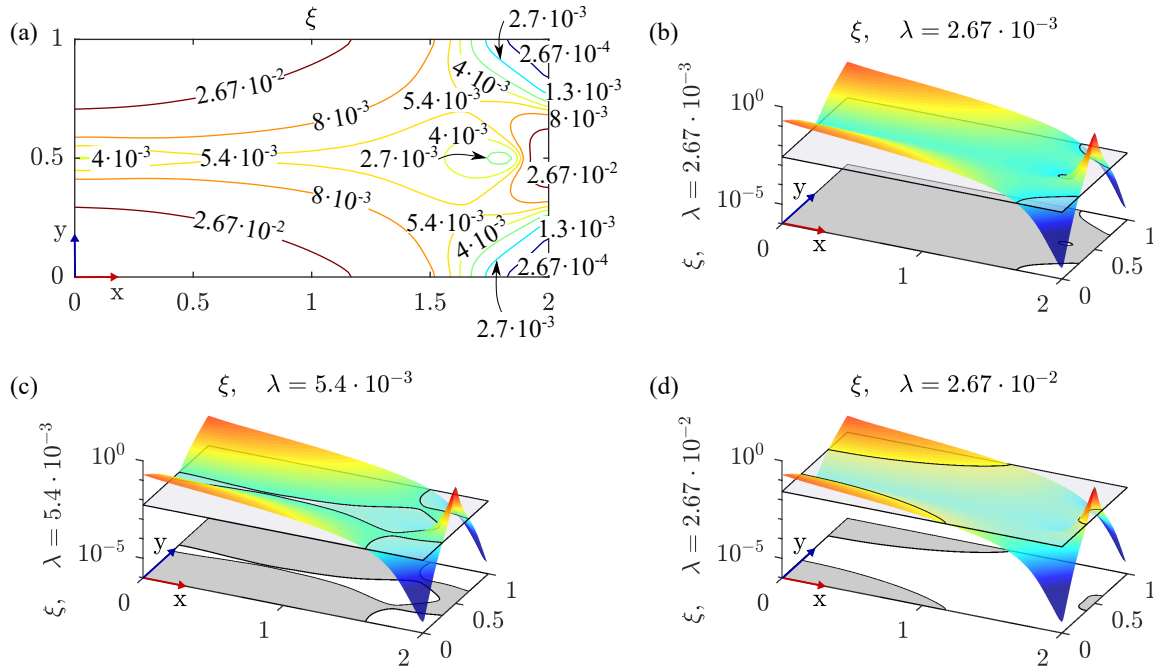 (a)
ξ
2.7·10⁻³
1
2.67·10⁻²
4·10⁻³
2.67·10⁻⁴
8·10⁻³
5.4·10⁻³
1.3·10⁻³
8·10⁻³
4·10⁻³
0.5
4·10⁻³
5.4·10⁻³
2.7·10⁻³
2.67·10⁻²
8·10⁻³
2.67·10⁻²
5.4·10⁻³
1.3·10⁻³
y
4·10⁻³
2.67·10⁻⁴
0
x
0
0.5
1
1.5
2
2.7·10⁻³
(b)
ξ, λ = 2.67 · 10⁻³
ξ, λ = 2.67 · 10⁻³
10⁰
10⁻⁵
y
x
0
1
2
0
0.5
1
(c)
ξ, λ = 5.4 · 10⁻³
ξ, λ = 5.4 · 10⁻³
10⁰
10⁻⁵
y
x
0
1
2
0
0.5
1
(d)
ξ, λ = 2.67 · 10⁻²
ξ, λ = 2.67 · 10⁻²
10⁰
10⁻⁵
y
x
0
1
2
0
0.5
1